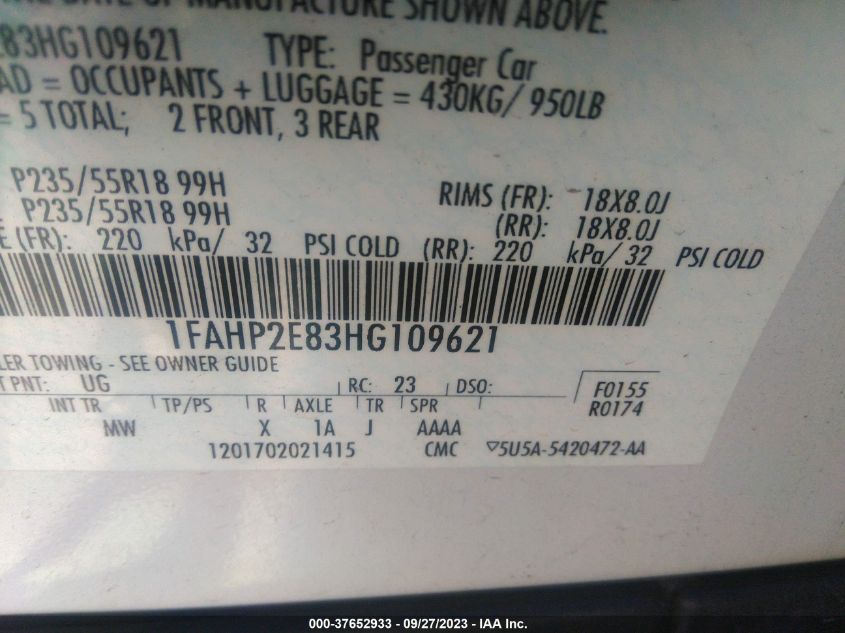 DATE OF MANUFACTURE SHOWN ABOVE.
83HG109621 TYPE: Passenger Car
AD = OCCUPANTS + LUGGAGE = 430KG/ 950LB
= 5 TOTAL; 2 FRONT, 3 REAR
P235/55R18 99H RIMS (FR): 18X8.0J
P235/55R18 99H (RR): 18X8.0J
E (FR): 220 kPa/ 32 PSI COLD (RR): 220 kPa/ 32 PSI COLD
1FAHP2E83HG109621
LER TOWING - SEE OWNER GUIDE
T PNT: UG RC: 23 DSO: F0155
INT TR TP/PS R AXLE TR SPR R0174
MW X 1A J AAAA
1201702021415 CMC ▽5U5A-5420472-AA
000-37652933 - 09/27/2023 - IAA Inc.